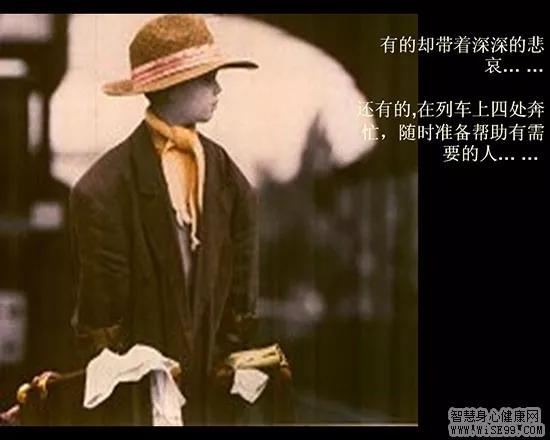 有的却带着深深的悲
哀... ...
还有的,在列车上四处奔
忙，随时准备帮助有需
要的人... ...
智慧身心健康网
www.WiSE99.com